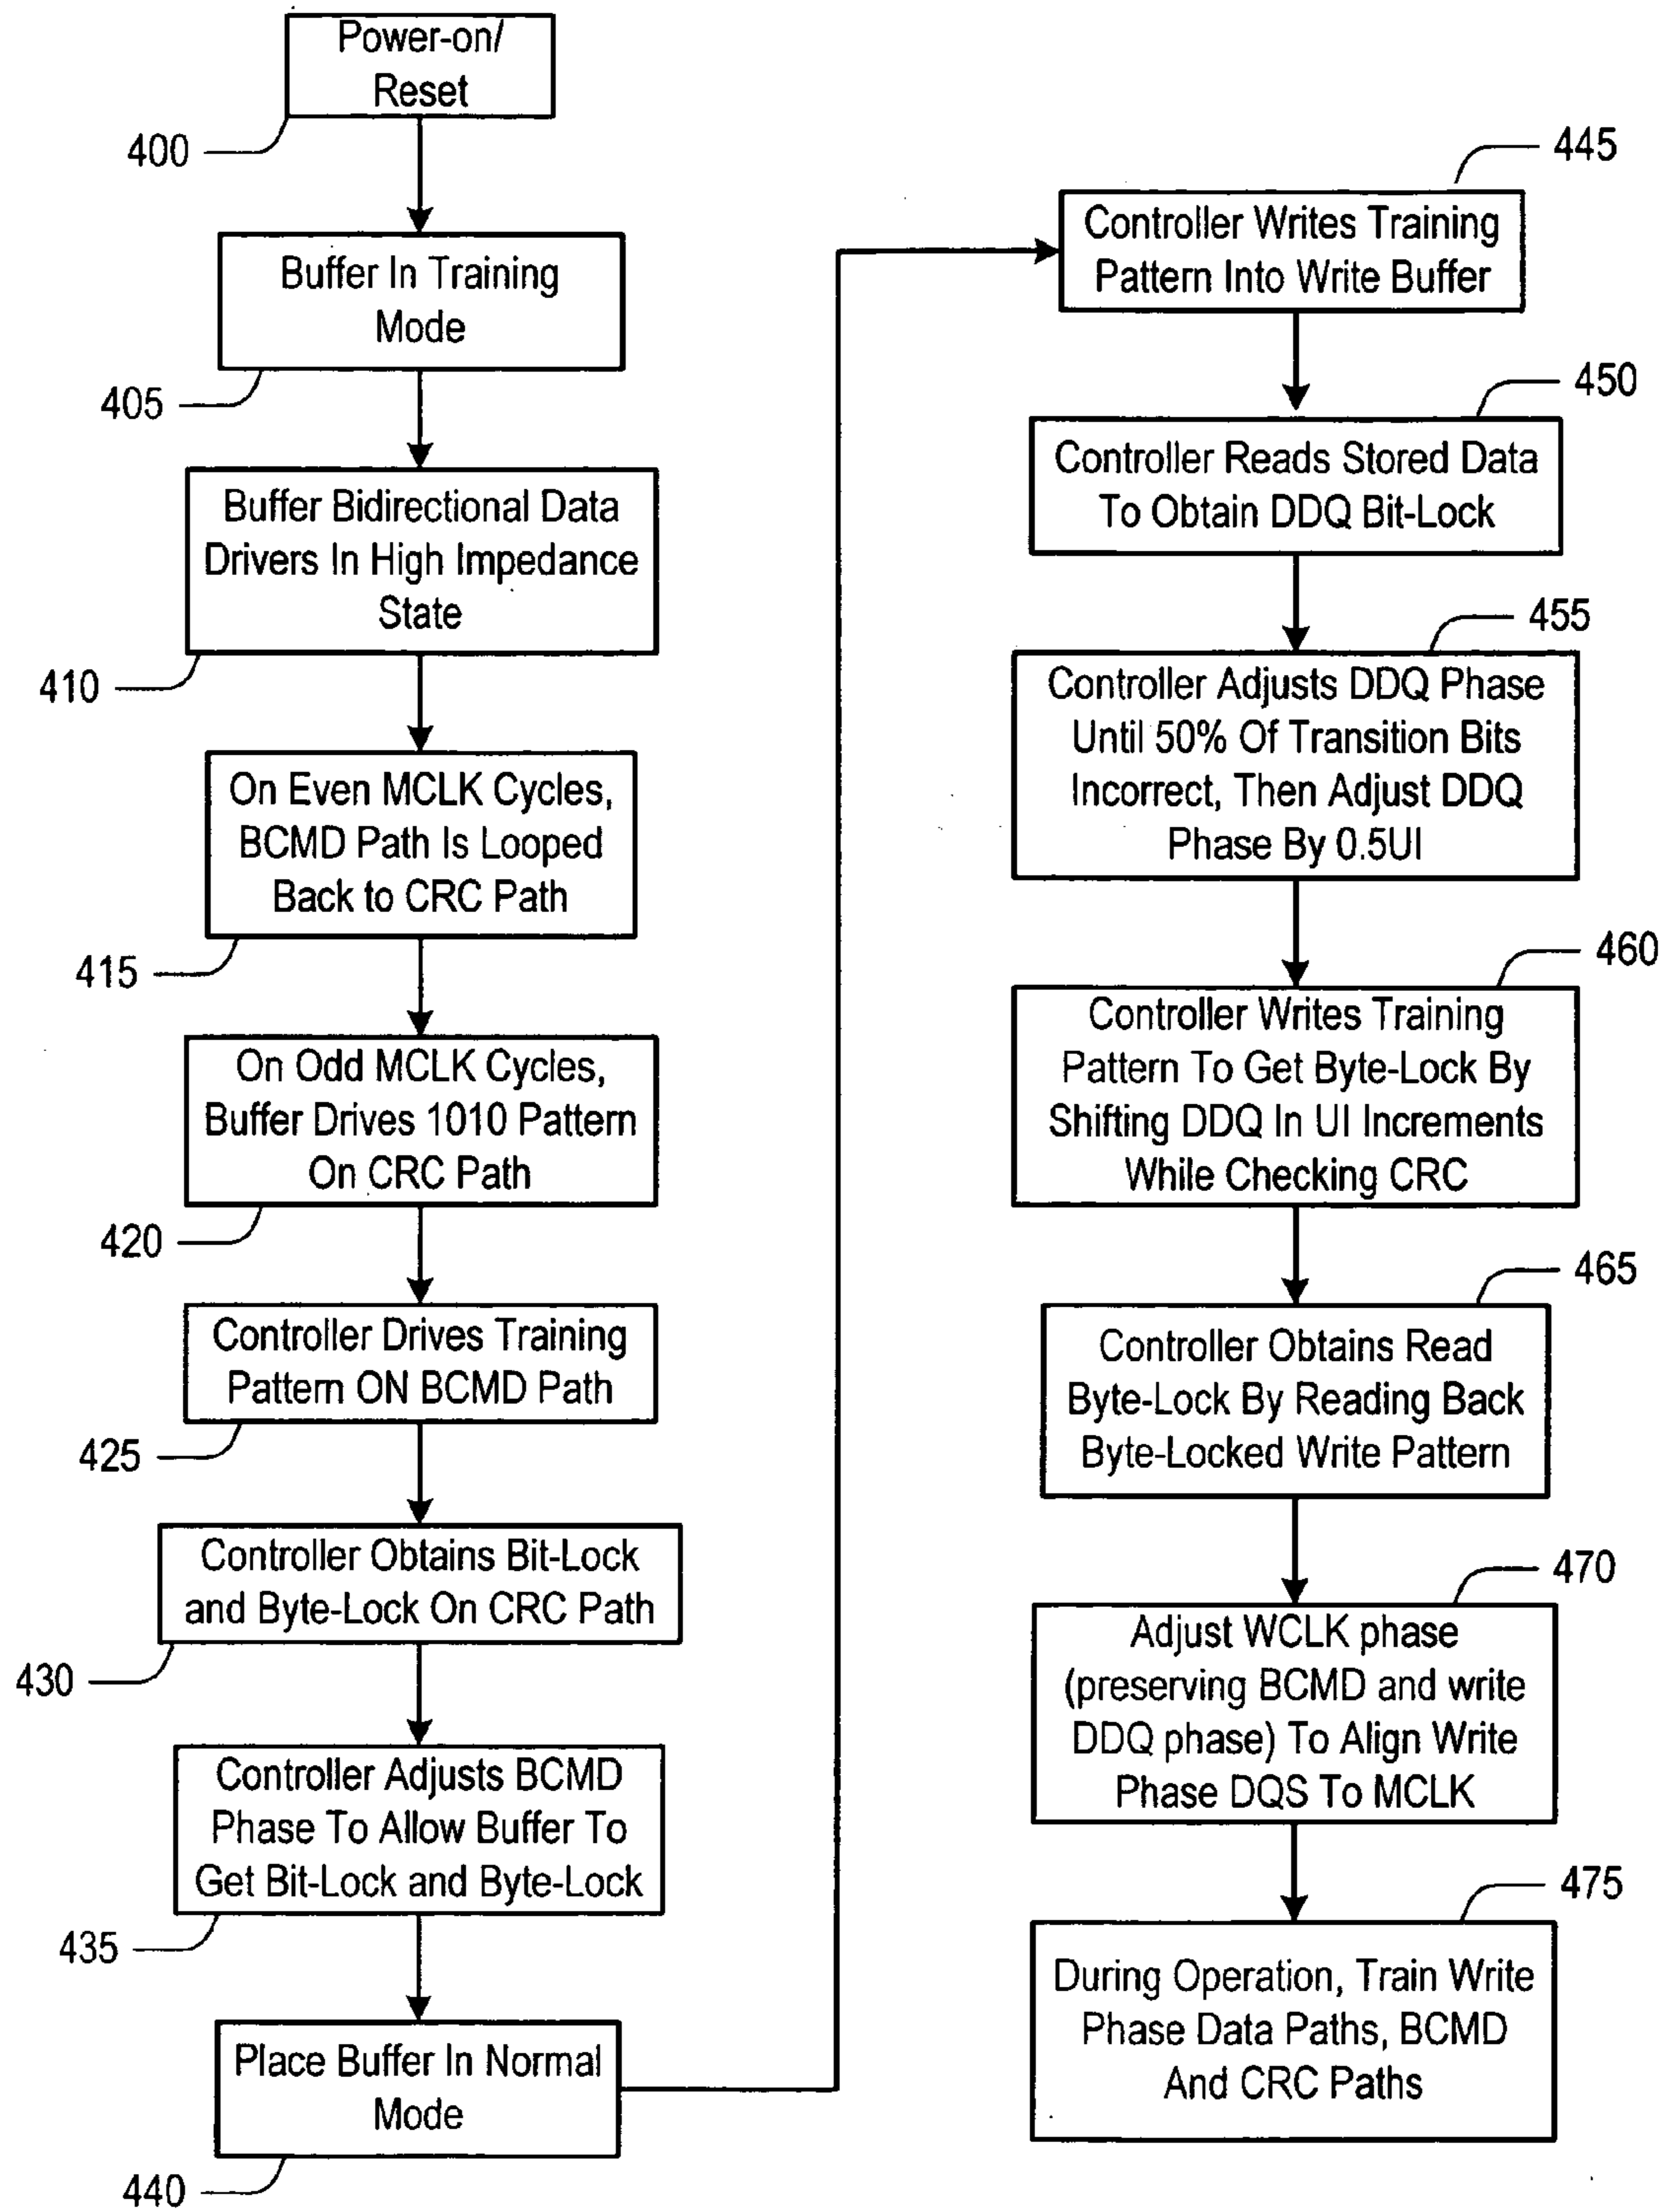 Power-on/
Reset
400
Buffer In Training
Mode
405
Buffer Bidirectional Data
Drivers In High Impedance
State
410
On Even MCLK Cycles,
BCMD Path Is Looped
Back to CRC Path
415
On Odd MCLK Cycles,
Buffer Drives 1010 Pattern
On CRC Path
420
Controller Drives Training
Pattern ON BCMD Path
425
Controller Obtains Bit-Lock
and Byte-Lock On CRC Path
430
Controller Adjusts BCMD
Phase To Allow Buffer To
Get Bit-Lock and Byte-Lock
435
Place Buffer In Normal
Mode
440
445
Controller Writes Training
Pattern Into Write Buffer
450
Controller Reads Stored Data
To Obtain DDQ Bit-Lock
455
Controller Adjusts DDQ Phase
Until 50% Of Transition Bits
Incorrect, Then Adjust DDQ
Phase By 0.5UI
460
Controller Writes Training
Pattern To Get Byte-Lock By
Shifting DDQ In UI Increments
While Checking CRC
465
Controller Obtains Read
Byte-Lock By Reading Back
Byte-Locked Write Pattern
470
Adjust WCLK phase
(preserving BCMD and write
DDQ phase) To Align Write
Phase DQS To MCLK
475
During Operation, Train Write
Phase Data Paths, BCMD
And CRC Paths